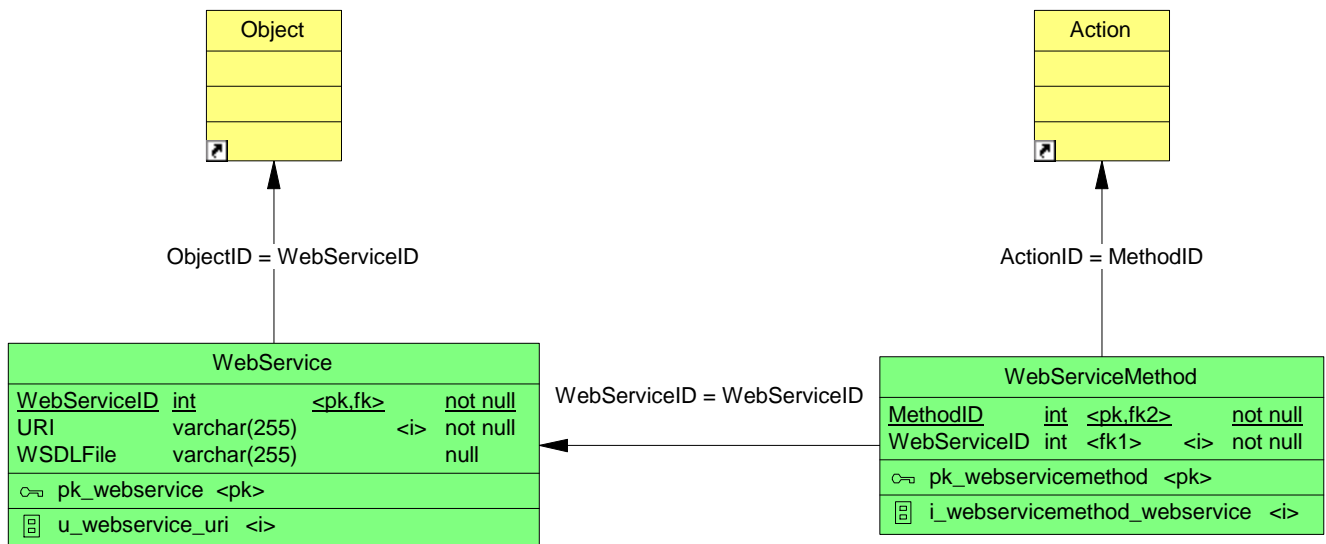 Object
Action
ObjectID = WebServiceID
ActionID = MethodID
WebService
WebServiceID int <pk,fk> not null
URI varchar(255) <i> not null
WSDLFile varchar(255) null
pk_webservice <pk>
u_webservice_uri <i>
WebServiceID = WebServiceID
WebServiceMethod
MethodID int <pk,fk2> not null
WebServiceID int <fk1> <i> not null
pk_webservicemethod <pk>
i_webservicemethod_webservice <i>